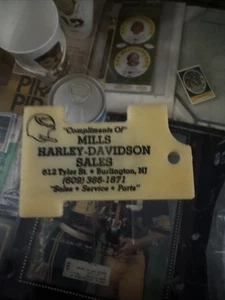 "Compliments Of"
MILLS
HARLEY-DAVIDSON
SALES
612 Tyler St. • Burlington, NJ
(609) 386-1871
"Sales • Service • Parts"